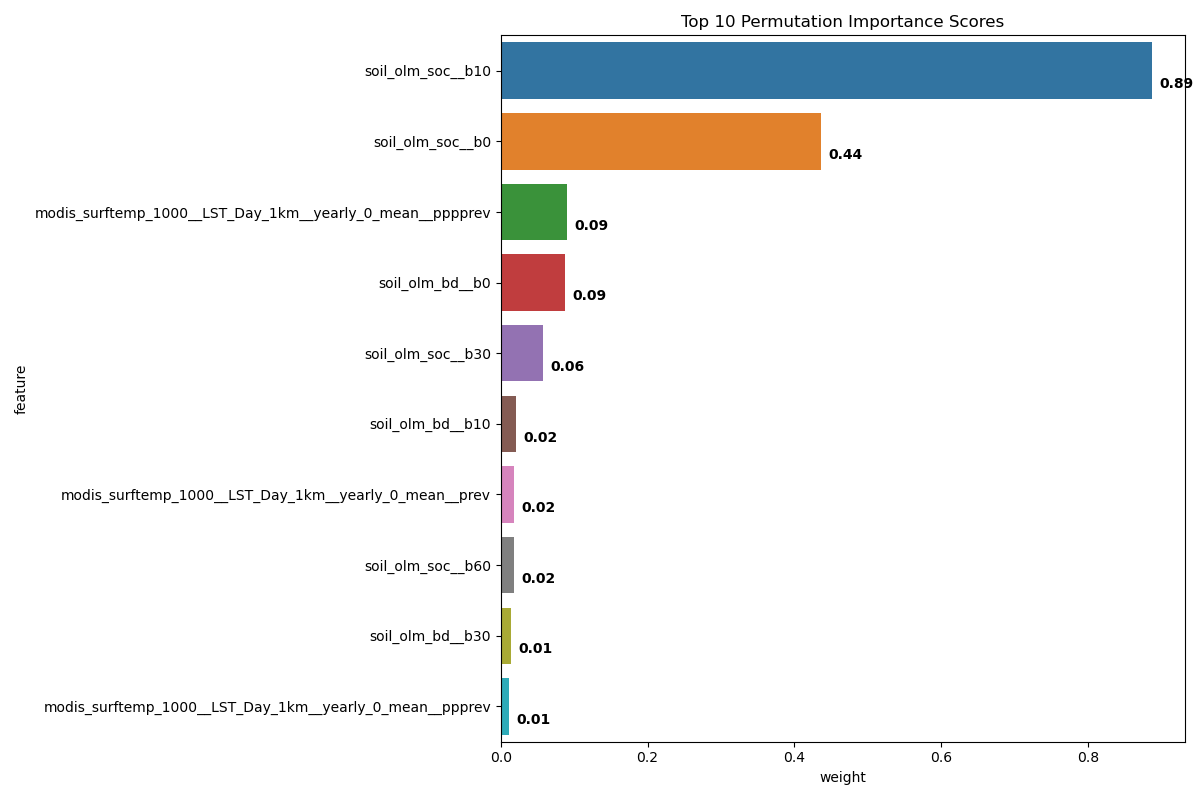 Top 10 Permutation Importance Scores
soil_olm_soc__b10
0.89
soil_olm_soc__b0
0.44
modis_surftemp_1000__LST_Day_1km__yearly_0_mean__pppprev
0.09
soil_olm_bd__b0
0.09
soil_olm_soc__b30
0.06
feature
soil_olm_bd__b10
0.02
modis_surftemp_1000__LST_Day_1km__yearly_0_mean__prev
0.02
soil_olm_soc__b60
0.02
soil_olm_bd__b30
0.01
modis_surftemp_1000__LST_Day_1km__yearly_0_mean__ppprev
0.01
0.0 0.2 0.4 0.6 0.8
weight